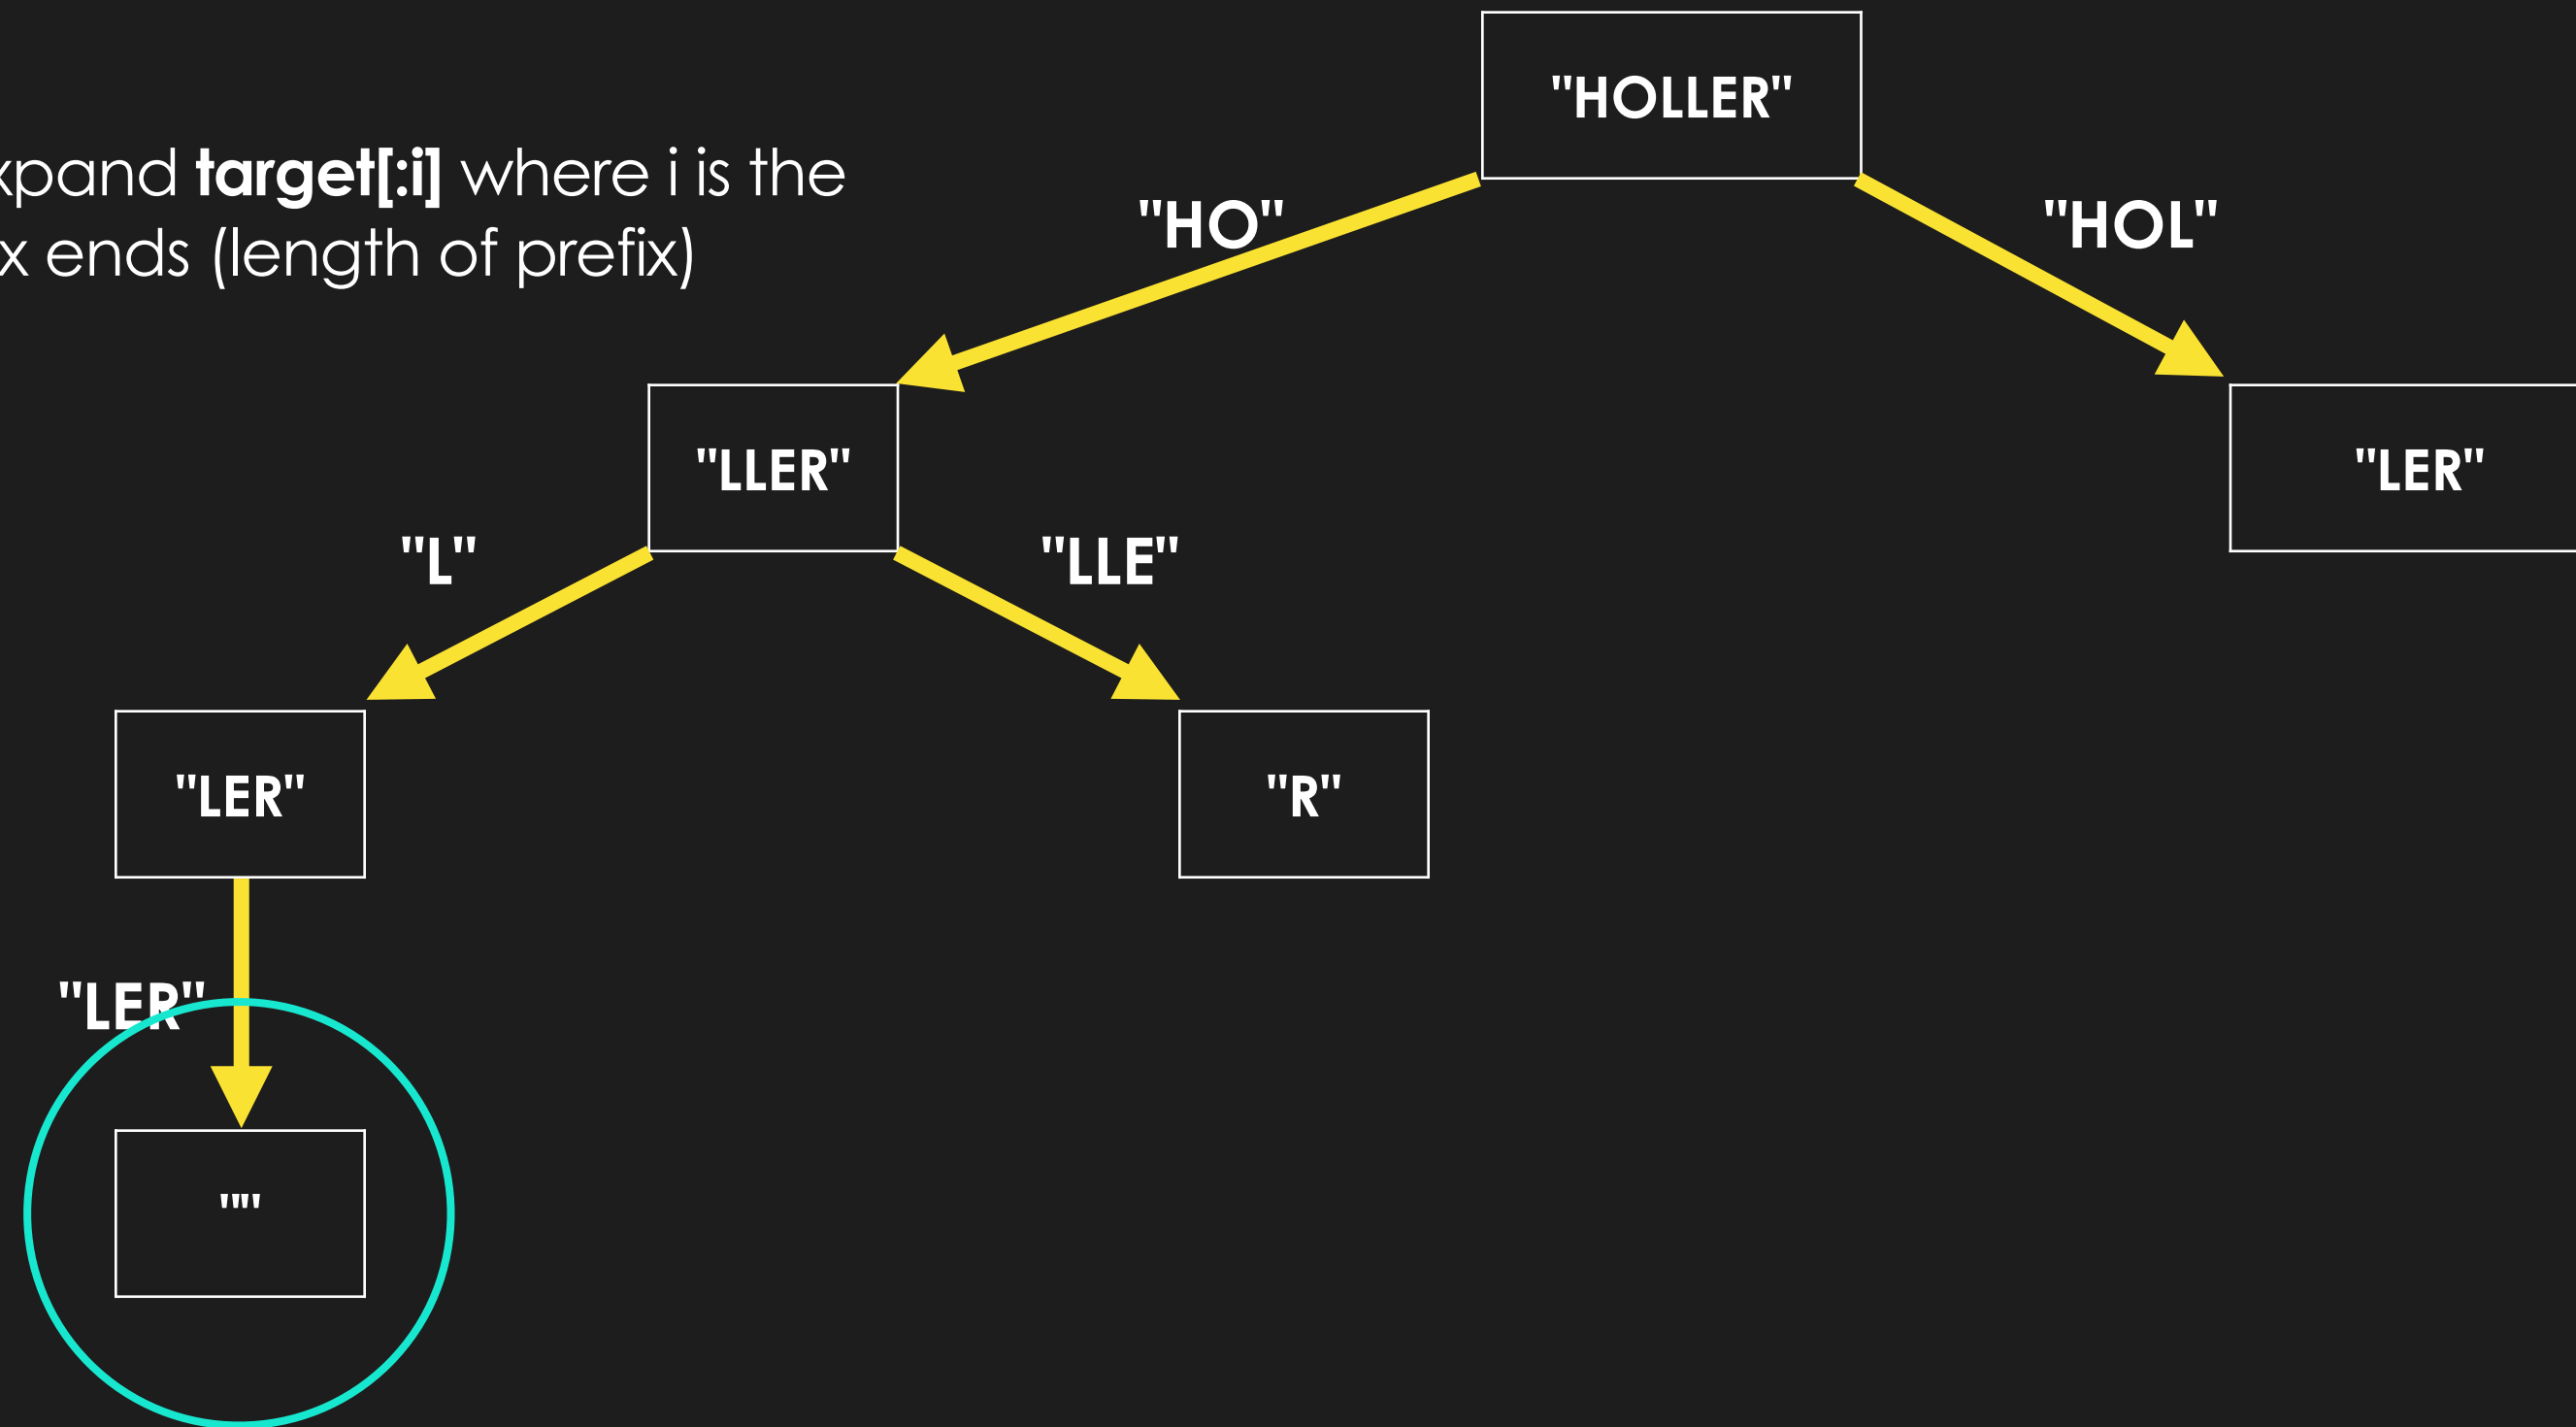 "HOLLER"
xpand target[:i] where i is the
x ends (length of prefix)
"HO"
"HOL"
"LLER"
"LER"
"L"
"LLE"
"LER"
"R"
"LER"
""